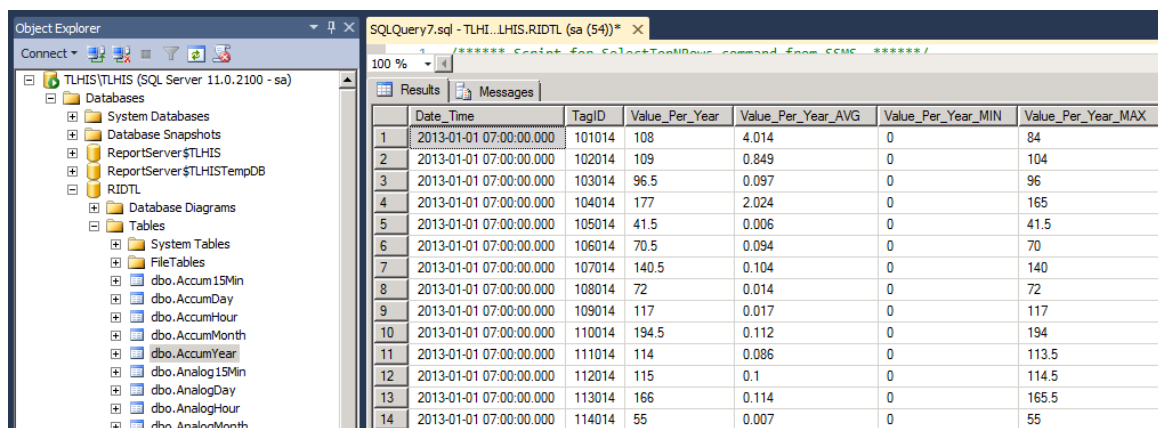 Object Explorer
Connect
TLHIS\TLHIS (SQL Server 11.0.2100 - sa)
Databases
System Databases
Database Snapshots
ReportServer$TLHIS
ReportServer$TLHISTempDB
RIDTL
Database Diagrams
Tables
System Tables
FileTables
dbo.Accum15Min
dbo.AccumDay
dbo.AccumHour
dbo.AccumMonth
dbo.AccumYear
dbo.Analog15Min
dbo.AnalogDay
dbo.AnalogHour
dbo.AnalogMonth
SQLQuery7.sql - TLHI...LHIS.RIDTL (sa (54))*
1 /****** Script for SelectTopNRows command from SSMS ******/
100 %
Results Messages
Date_Time TagID Value_Per_Year Value_Per_Year_AVG Value_Per_Year_MIN Value_Per_Year_MAX
1 2013-01-01 07:00:00.000 101014 108 4.014 0 84
2 2013-01-01 07:00:00.000 102014 109 0.849 0 104
3 2013-01-01 07:00:00.000 103014 96.5 0.097 0 96
4 2013-01-01 07:00:00.000 104014 177 2.024 0 165
5 2013-01-01 07:00:00.000 105014 41.5 0.006 0 41.5
6 2013-01-01 07:00:00.000 106014 70.5 0.094 0 70
7 2013-01-01 07:00:00.000 107014 140.5 0.104 0 140
8 2013-01-01 07:00:00.000 108014 72 0.014 0 72
9 2013-01-01 07:00:00.000 109014 117 0.017 0 117
10 2013-01-01 07:00:00.000 110014 194.5 0.112 0 194
11 2013-01-01 07:00:00.000 111014 114 0.086 0 113.5
12 2013-01-01 07:00:00.000 112014 115 0.1 0 114.5
13 2013-01-01 07:00:00.000 113014 166 0.114 0 165.5
14 2013-01-01 07:00:00.000 114014 55 0.007 0 55